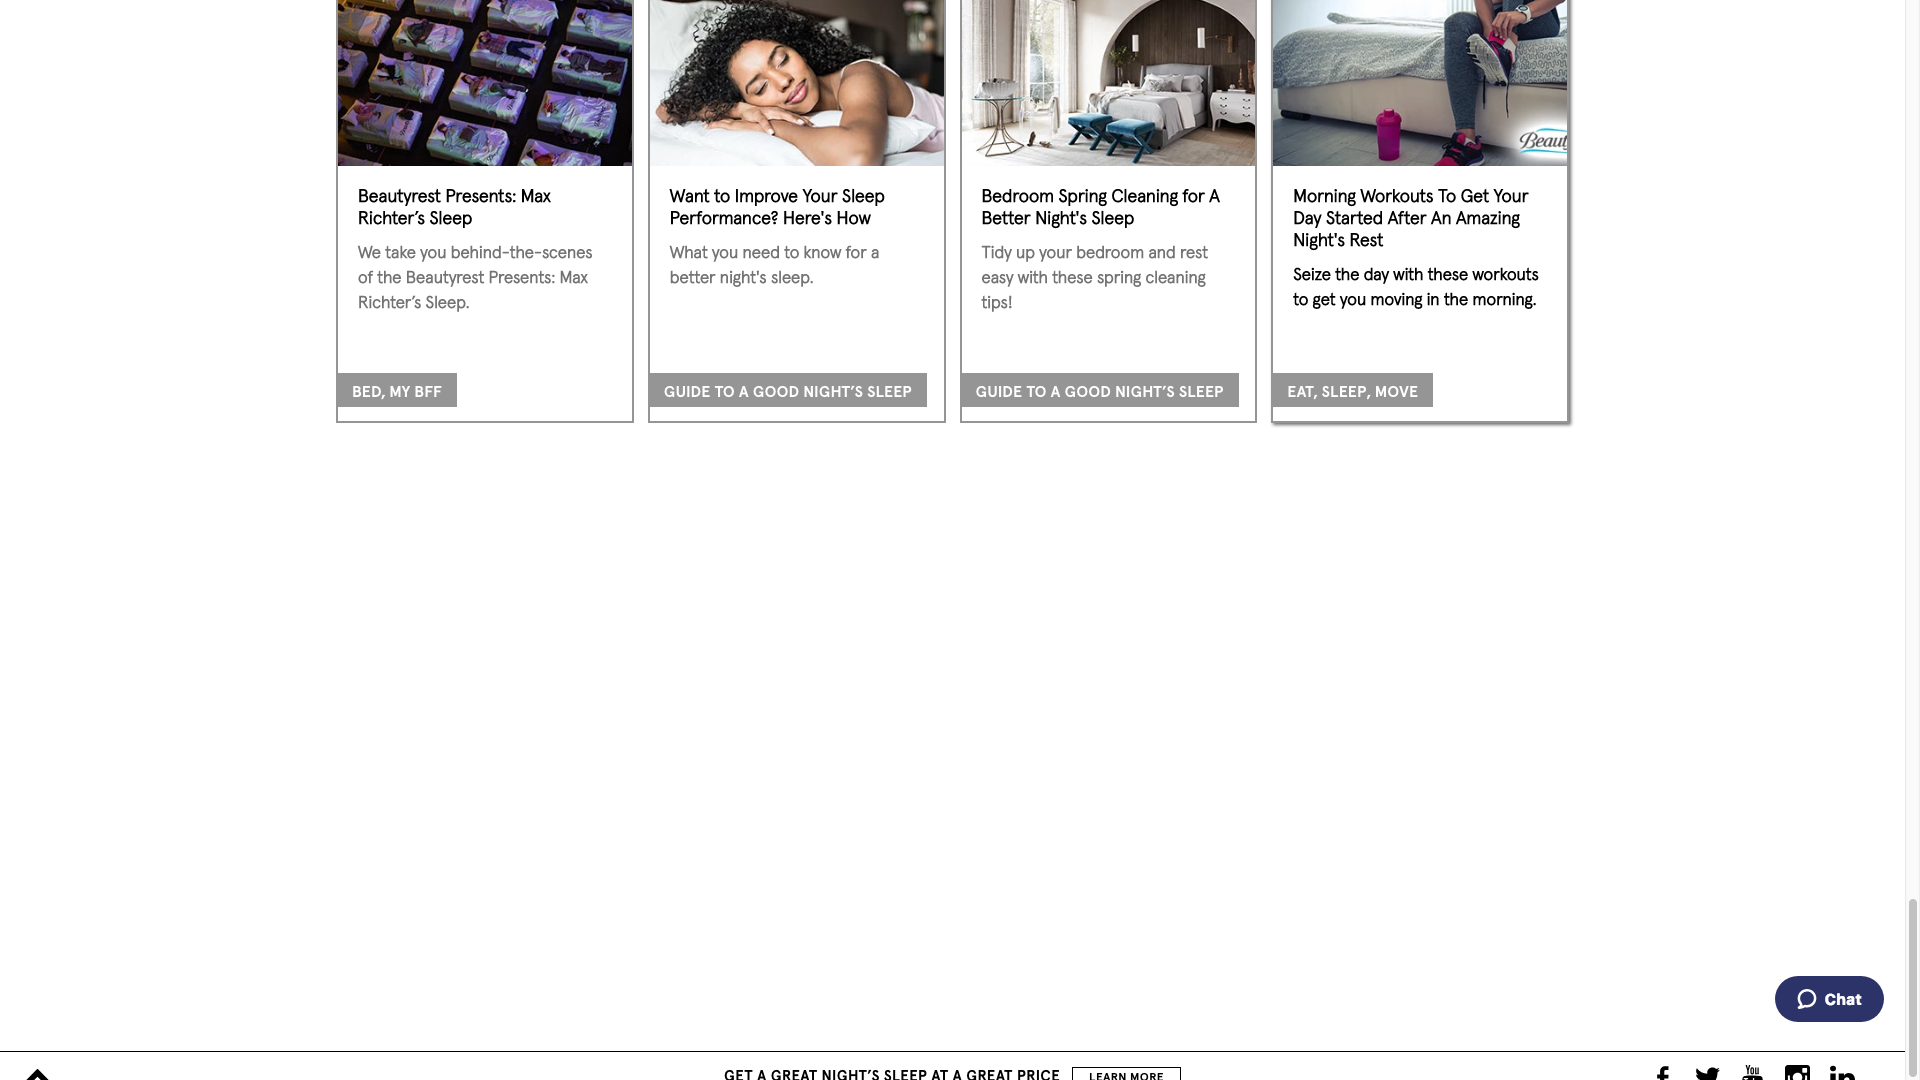 Beautyrest Presents: Max
Richter’s Sleep
We take you behind-the-scenes
of the Beautyrest Presents: Max
Richter’s Sleep.
BED, MY BFF
Want to Improve Your Sleep
Performance? Here's How
What you need to know for a
better night's sleep.
GUIDE TO A GOOD NIGHT’S SLEEP
Bedroom Spring Cleaning for A
Better Night's Sleep
Tidy up your bedroom and rest
easy with these spring cleaning
tips!
GUIDE TO A GOOD NIGHT’S SLEEP
Beaut
Morning Workouts To Get Your
Day Started After An Amazing
Night's Rest
Seize the day with these workouts
to get you moving in the morning.
EAT, SLEEP, MOVE
Chat
GET A GREAT NIGHT’S SLEEP AT A GREAT PRICE
LEARN MORE
You
in